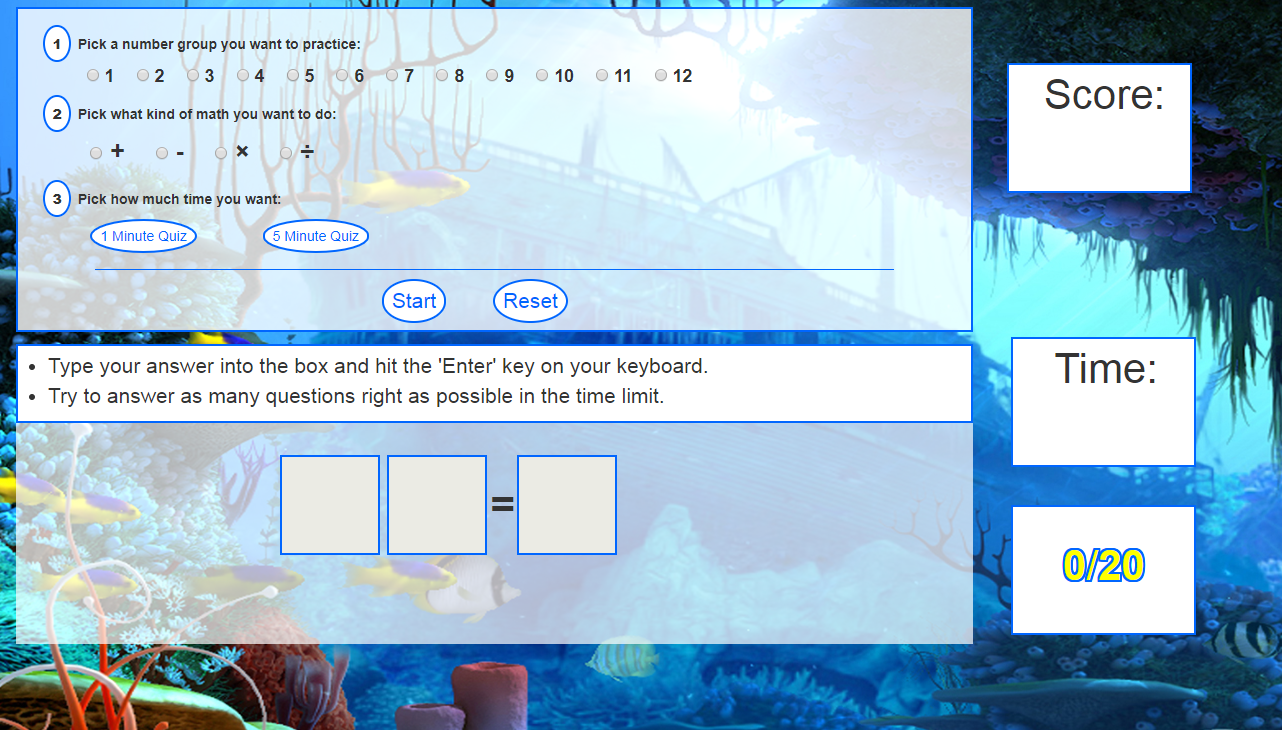 1 Pick a number group you want to practice:
1 2 3 4 5 6 7 8 9 10 11 12
2 Pick what kind of math you want to do:
+ - × ÷
3 Pick how much time you want:
1 Minute Quiz 5 Minute Quiz
Start Reset
• Type your answer into the box and hit the 'Enter' key on your keyboard.
• Try to answer as many questions right as possible in the time limit.
=
Score:
Time:
0/20